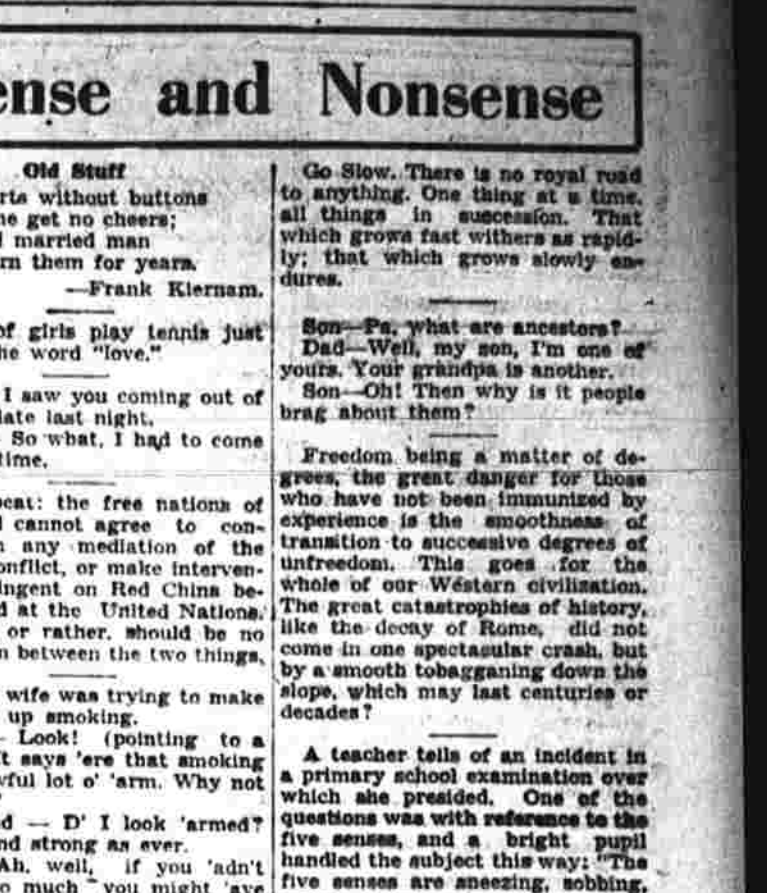 ense and Nonsense
Old Stuff
rts without buttons
ne get no cheers;
married man
rn them for years.
—Frank Kiernam.
of girls play tennis just
he word "love."
I saw you coming out of
late last night.
So what, I had to come
time.
peat: the free nations of
cannot agree to con-
any mediation of the
onflict, or make interven-
ingent on Red China be-
d at the United Nations.
or rather, should be no
n between the two things,
wife was trying to make
up smoking.
- Look! (pointing to a
t says 'ere that smoking
wful lot o' 'arm. Why not
d — D' I look 'armed?
nd strong as ever.
Ah, well, if you 'adn't
o much you might 'ave
Go Slow. There is no royal road
to anything. One thing at a time,
all things in succession. That
which grows fast withers as rapid-
ly; that which grows slowly en-
dures.
Son—Pa, what are ancestors?
Dad—Well, my son, I'm one of
yours. Your grandpa is another.
Son—Oh! Then why is it people
brag about them?
Freedom being a matter of de-
grees, the great danger for those
who have not been immunized by
experience is the smoothness of
transition to successive degrees of
unfreedom. This goes for the
whole of our Western civilization.
The great catastrophies of history,
like the decay of Rome, did not
come in one spectacular crash, but
by a smooth tobagganing down the
slope, which may last centuries or
decades?
A teacher tells of an incident in
a primary school examination over
which she presided. One of the
questions was with reference to the
five senses, and a bright pupil
handled the subject this way: "The
five senses are sneezing, sobbing,